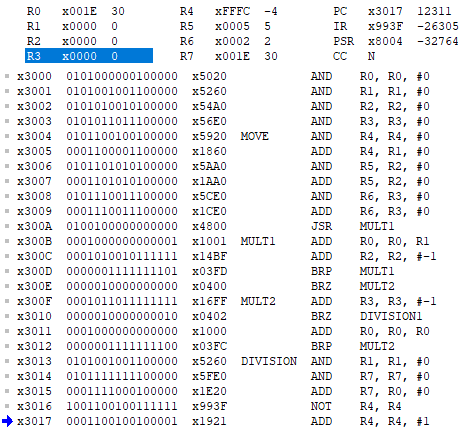 R0 x001E 30 R4 xFFFC -4 PC x3017 12311
R1 x0000 0 R5 x0005 5 IR x993F -26305
R2 x0000 0 R6 x0002 2 PSR x8004 -32764
R3 x0000 0 R7 x001E 30 CC N
x3000 0101000000100000 x5020 AND R0, R0, #0
x3001 0101001001100000 x5260 AND R1, R1, #0
x3002 0101010010100000 x54A0 AND R2, R2, #0
x3003 0101011011100000 x56E0 AND R3, R3, #0
x3004 0101100100100000 x5920 MOVE AND R4, R4, #0
x3005 0001100001100000 x1860 ADD R4, R1, #0
x3006 0101101010100000 x5AA0 AND R5, R2, #0
x3007 0001101010100000 x1AA0 ADD R5, R2, #0
x3008 0101110011100000 x5CE0 AND R6, R3, #0
x3009 0001110011100000 x1CE0 ADD R6, R3, #0
x300A 0100100000000000 x4800 JSR MULT1
x300B 0001000000000001 x1001 MULT1 ADD R0, R0, R1
x300C 0001010010111111 x14BF ADD R2, R2, #-1
x300D 0000001111111101 x03FD BRP MULT1
x300E 0000010000000000 x0400 BRZ MULT2
x300F 0001011011111111 x16FF MULT2 ADD R3, R3, #-1
x3010 0000010000000010 x0402 BRZ DIVISION1
x3011 0001000000000000 x1000 ADD R0, R0, R0
x3012 0000001111111100 x03FC BRP MULT2
x3013 0101001001100000 x5260 DIVISION AND R1, R1, #0
x3014 0101111111100000 x5FE0 AND R7, R7, #0
x3015 0001111000100000 x1E20 ADD R7, R0, #0
x3016 1001100100111111 x993F NOT R4, R4
x3017 0001100100100001 x1921 ADD R4, R4, #1